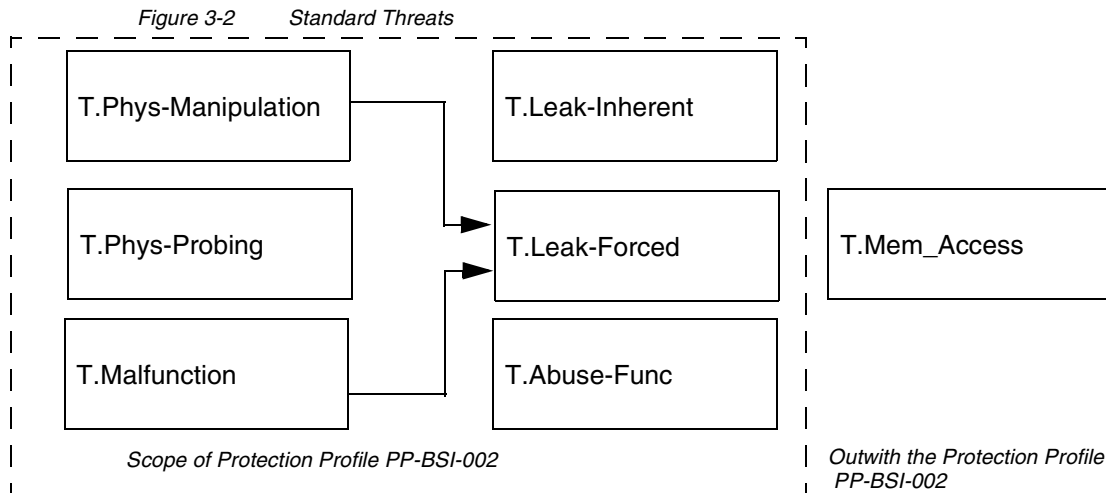 Figure 3-2 Standard Threats
T.Phys-Manipulation
T.Leak-Inherent
T.Phys-Probing
T.Leak-Forced
T.Mem_Access
T.Malfunction
T.Abuse-Func
Scope of Protection Profile PP-BSI-002
Outwith the Protection Profile
PP-BSI-002